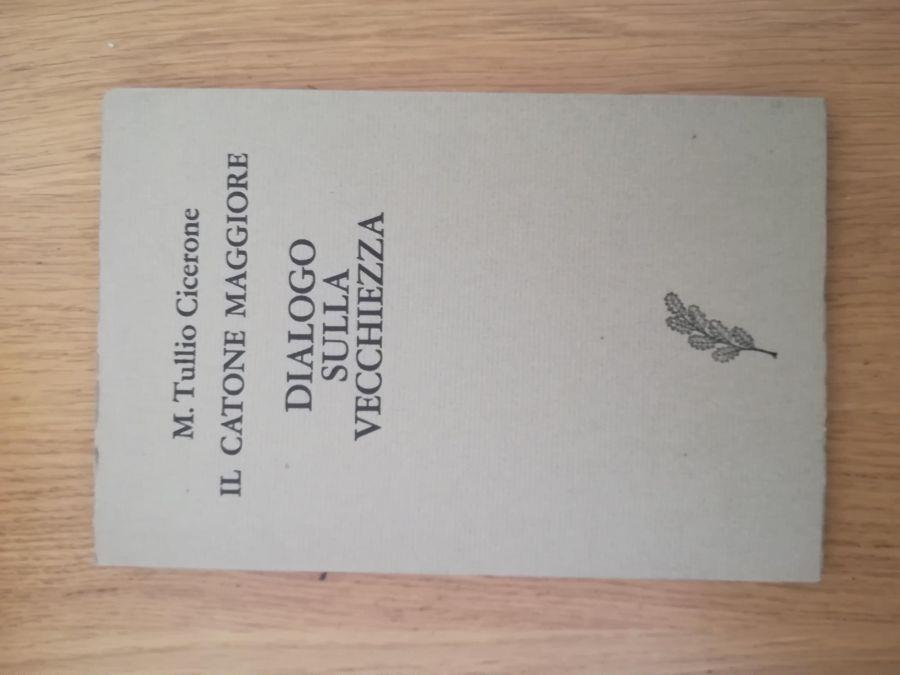 M. Tullio Cicerone
IL CATONE MAGGIORE
DIALOGO
SULLA
VECCHIEZZA